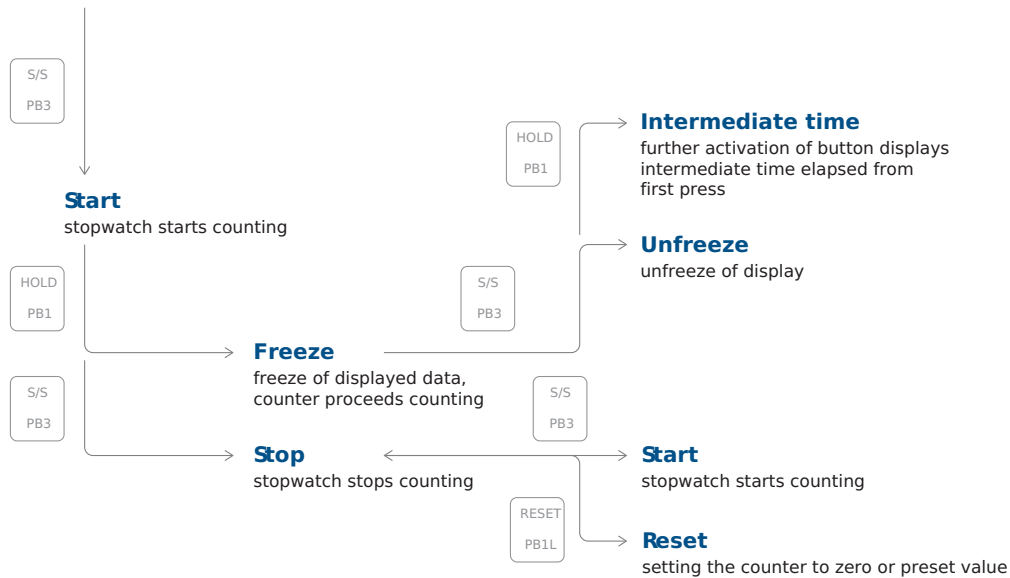 S/S
PB3
Start
stopwatch starts counting
HOLD
PB1
Intermediate time
further activation of button displays
intermediate time elapsed from
first press
HOLD
PB1
S/S
PB3
Unfreeze
unfreeze of display
Freeze
freeze of displayed data,
counter proceeds counting
S/S
PB3
S/S
PB3
Stop
stopwatch stops counting
Start
stopwatch starts counting
RESET
PB1L
Reset
setting the counter to zero or preset value